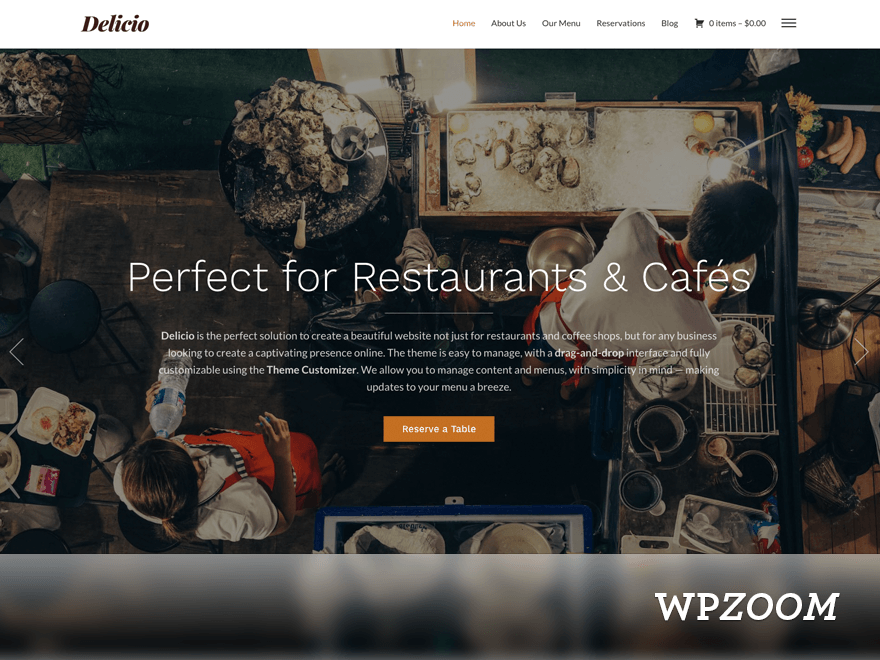 Delicio
Home About Us Our Menu Reservations Blog 0 items – $0.00
Perfect for Restaurants & Cafés
Delicio is the perfect solution to create a beautiful website not just for restaurants and coffee shops, but for any business
looking to create a captivating presence online. The theme is easy to manage, with a drag-and-drop interface and fully
customizable using the Theme Customizer. We allow you to manage content and menus, with simplicity in mind — making
updates to your menu a breeze.
Reserve a Table
WPZOOM